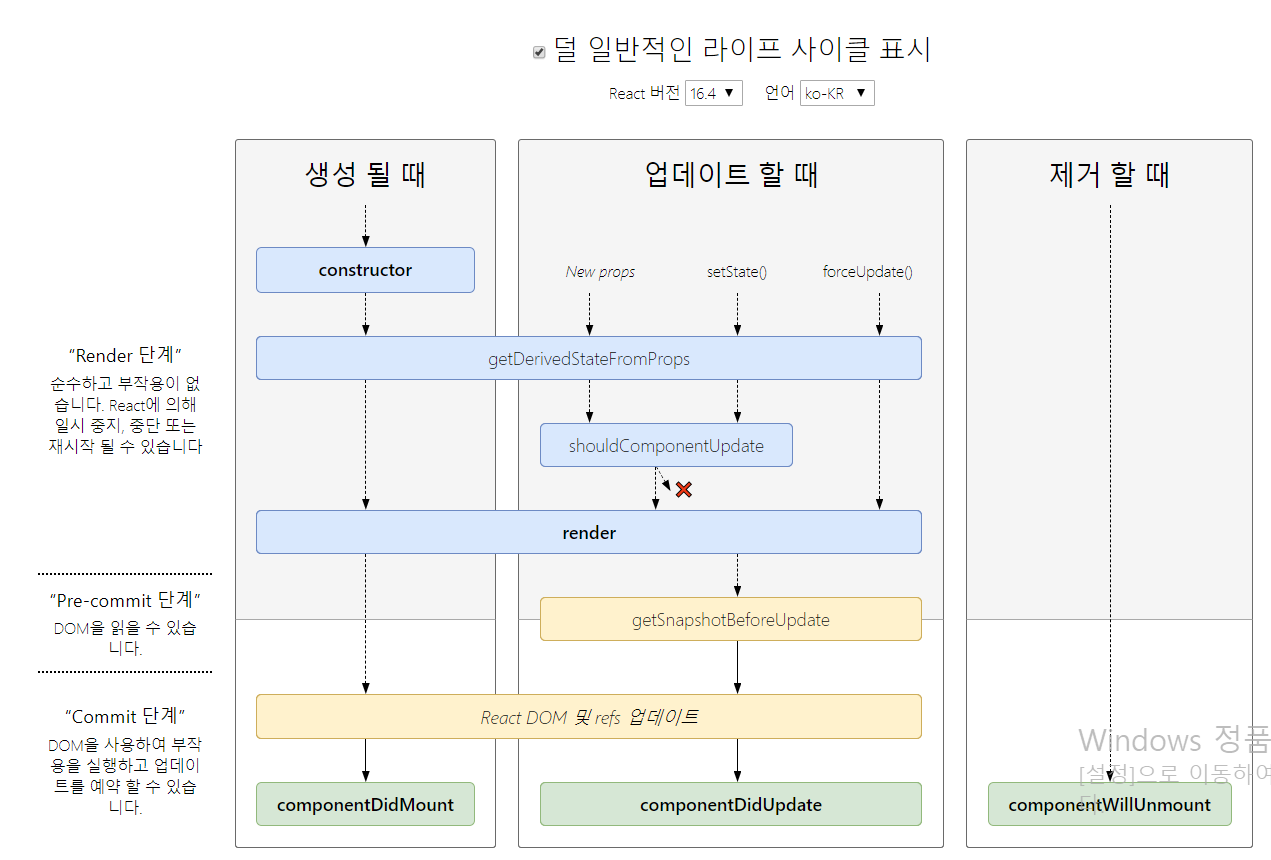 덜 일반적인 라이프 사이클 표시
React 버전 16.4 ▼ 언어 ko-KR ▼
생성 될 때
업데이트 할 때
제거 할 때
constructor
New props
setState()
forceUpdate()
"Render 단계"
순수하고 부작용이 없
습니다. React에 의해
일시 중지, 중단 또는
재시작 될 수 있습니다
getDerivedStateFromProps
shouldComponentUpdate
render
"Pre-commit 단계"
DOM을 읽을 수 있습
니다.
getSnapshotBeforeUpdate
"Commit 단계"
DOM을 사용하여 부작
용을 실행하고 업데이
트를 예약 할 수 있습
니다.
React DOM 및 refs 업데이트
componentDidMount
componentDidUpdate
componentWillUnmount
Windows 정품
[설정]으로 이동하여